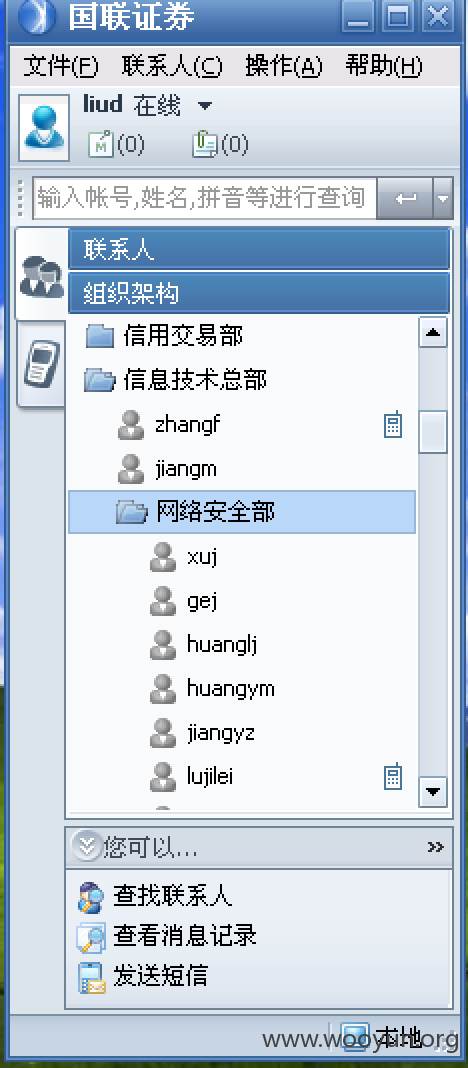 国联证券
文件(F) 联系人(C) 操作(A) 帮助(H)
liud 在线
(0) (0)
输入帐号,姓名,拼音等进行查询
联系人
组织架构
信用交易部
信息技术总部
zhangf
jiangm
网络安全部
xuj
gej
huanglj
huangym
jiangyz
lujilei
您可以...
查找联系人
查看消息记录
发送短信
本地
www.wooyun.org